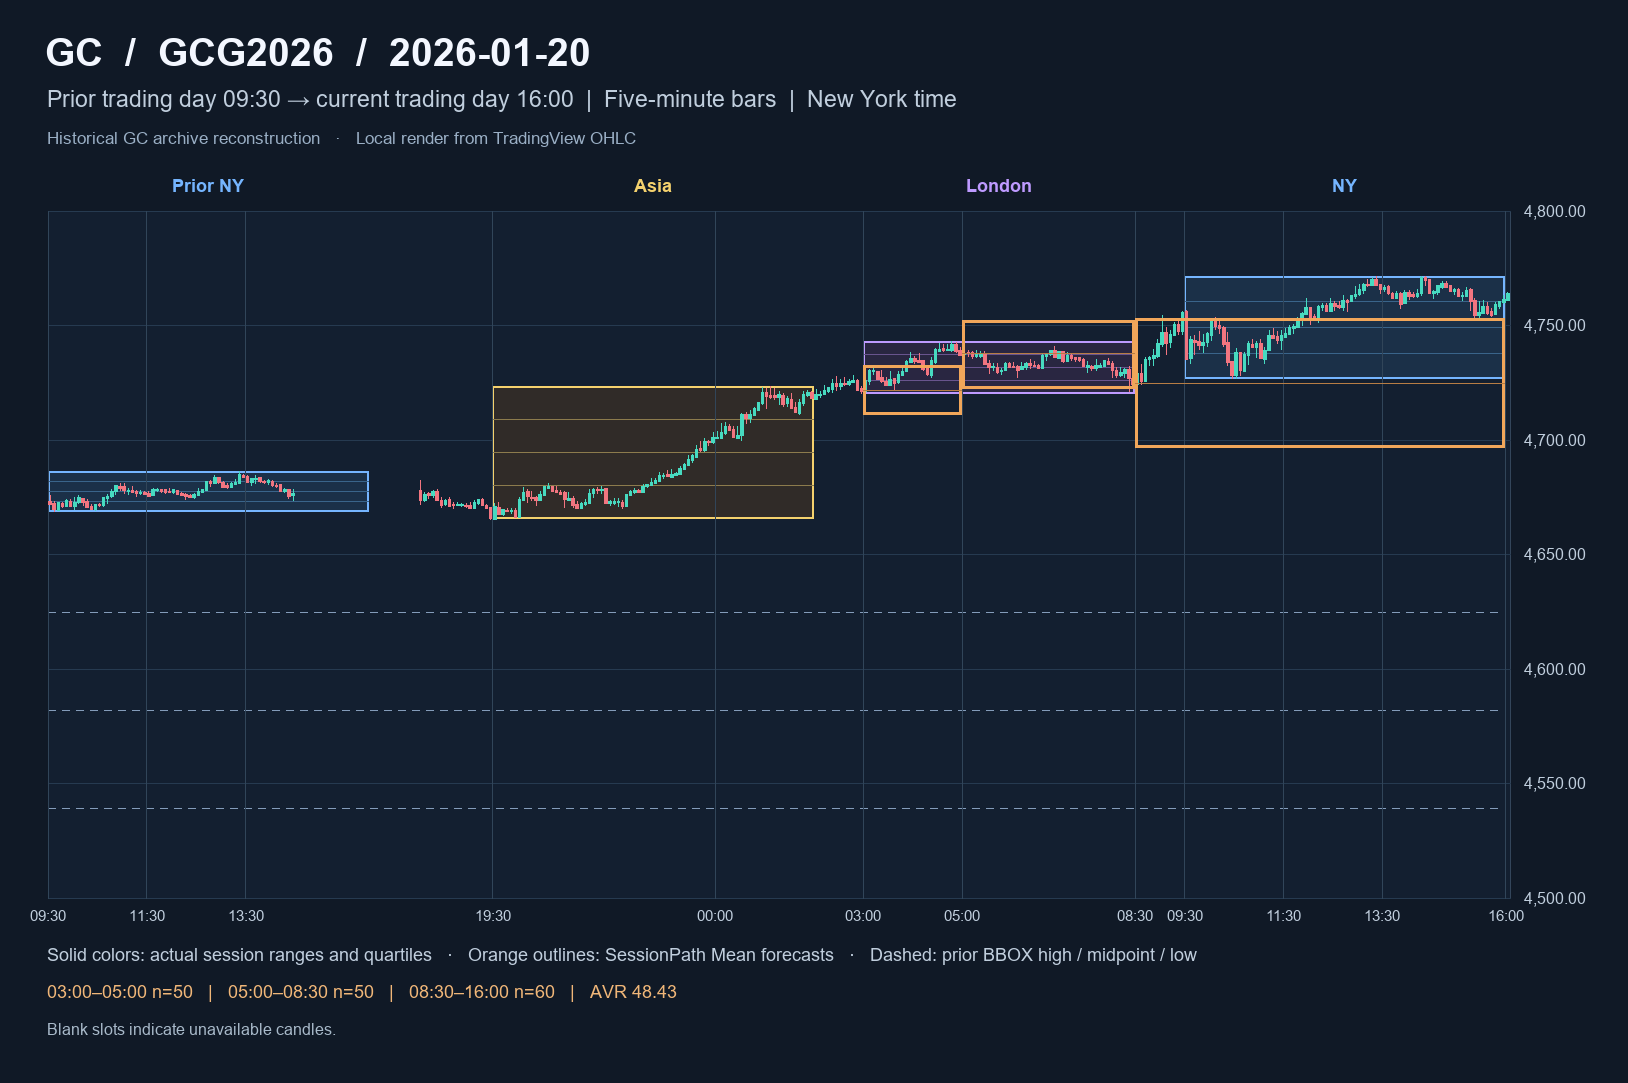 GC / GCG2026 / 2026-01-20
Prior trading day 09:30 → current trading day 16:00 | Five-minute bars | New York time
Historical GC archive reconstruction · Local render from TradingView OHLC
Prior NY Asia London NY
4,800.00
4,750.00
4,700.00
4,650.00
4,600.00
4,550.00
4,500.00
09:30 11:30 13:30 19:30 00:00 03:00 05:00 08:30 09:30 11:30 13:30 16:00
Solid colors: actual session ranges and quartiles · Orange outlines: SessionPath Mean forecasts · Dashed: prior BBOX high / midpoint / low
03:00–05:00 n=50 | 05:00–08:30 n=50 | 08:30–16:00 n=60 | AVR 48.43
Blank slots indicate unavailable candles.